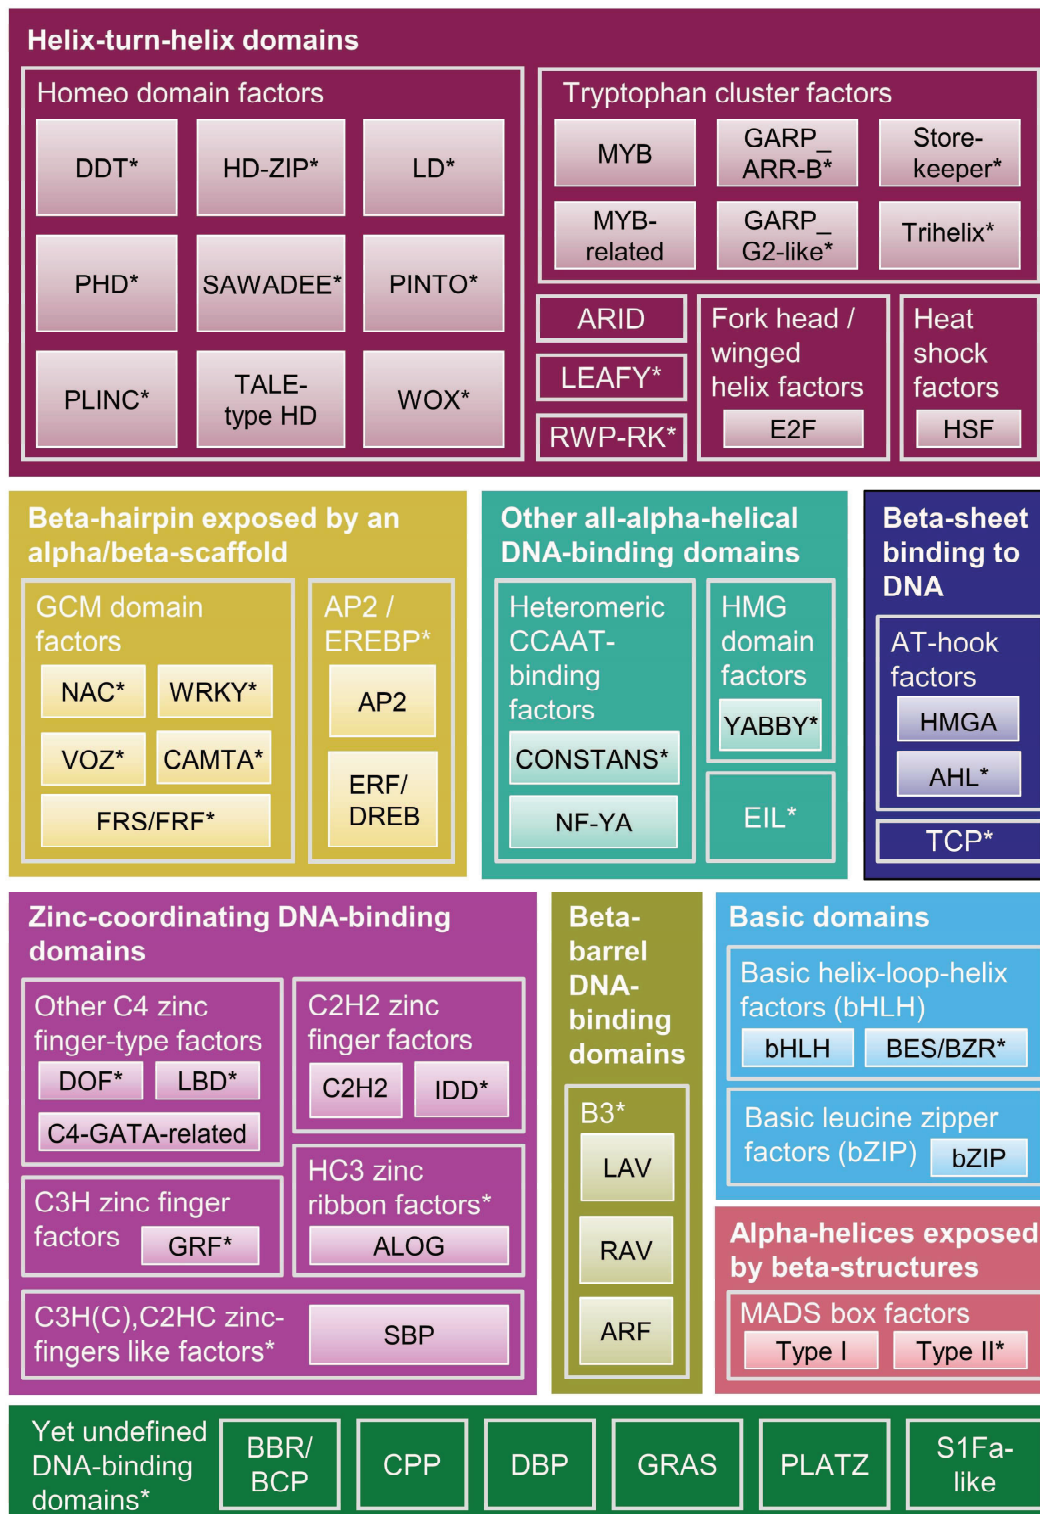 Helix-turn-helix domains
Homeo domain factors
DDT*
HD-ZIP*
LD*
PHD*
SAWADEE*
PINTO*
PLINC*
TALE-
type HD
WOX*
Tryptophan cluster factors
MYB
GARP_
ARR-B*
Store-
keeper*
MYB-
related
GARP_
G2-like*
Trihelix*
ARID
LEAFY*
RWP-RK*
Fork head /
winged
helix factors
E2F
Heat
shock
factors
HSF
Beta-hairpin exposed by an
alpha/beta-scaffold
GCM domain
factors
NAC*
WRKY*
VOZ*
CAMTA*
FRS/FRF*
AP2 /
EREBP*
AP2
ERF/
DREB
Other all-alpha-helical
DNA-binding domains
Heteromeric
CCAAT-
binding
factors
CONSTANS*
NF-YA
HMG
domain
factors
YABBY*
EIL*
Beta-sheet
binding to
DNA
AT-hook
factors
HMGA
AHL*
TCP*
Zinc-coordinating DNA-binding
domains
Other C4 zinc
finger-type factors
DOF*
LBD*
C4-GATA-related
C2H2 zinc
finger factors
C2H2
IDD*
C3H zinc finger
factors
GRF*
HC3 zinc
ribbon factors*
ALOG
C3H(C),C2HC zinc-
fingers like factors*
SBP
Beta-
barrel
DNA-
binding
domains
B3*
LAV
RAV
ARF
Basic domains
Basic helix-loop-helix
factors (bHLH)
bHLH
BES/BZR*
Basic leucine zipper
factors (bZIP)
bZIP
Alpha-helices exposed
by beta-structures
MADS box factors
Type I
Type II*
Yet undefined
DNA-binding
domains*
BBR/
BCP
CPP
DBP
GRAS
PLATZ
S1Fa-
like